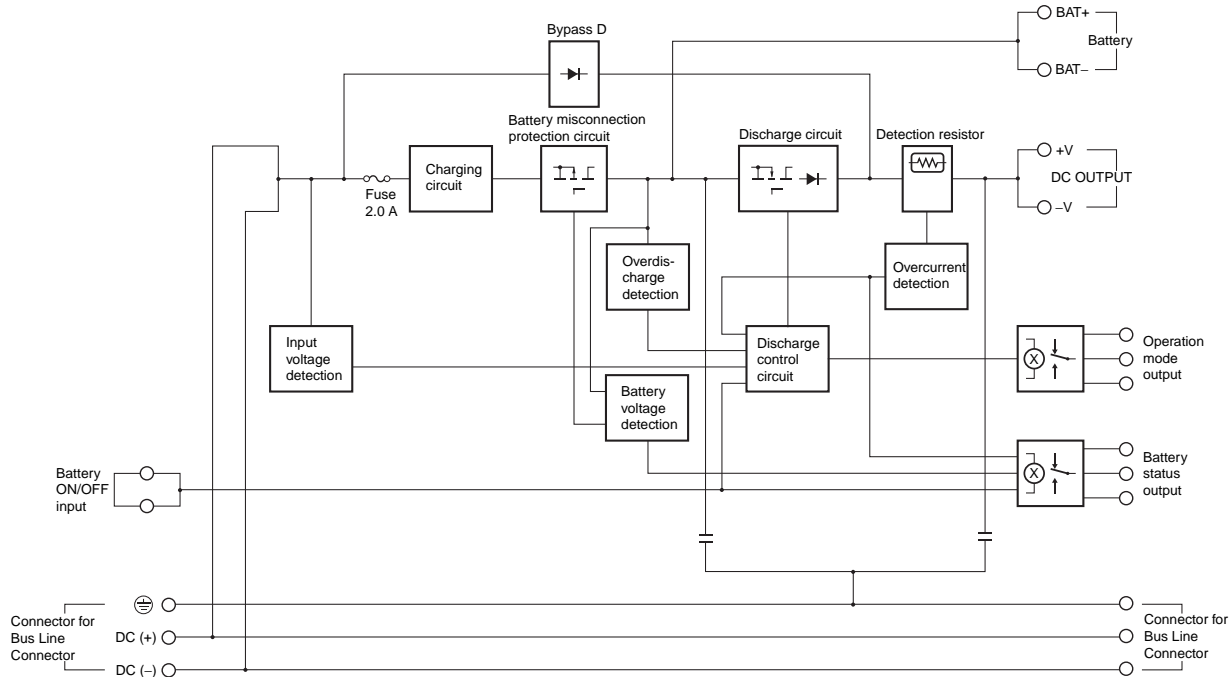 Bypass D
BAT+
Battery
BAT−
Battery misconnection
protection circuit
Discharge circuit
Detection resistor
+V
DC OUTPUT
−V
Charging
circuit
Fuse
2.0 A
Overdis-
charge
detection
Overcurrent
detection
Input
voltage
detection
Discharge
control
circuit
X
Operation
mode
output
Battery
voltage
detection
Battery
ON/OFF
input
X
Battery
status
output
Connector for
Bus Line
Connector
DC (+)
DC (−)
Connector for
Bus Line
Connector